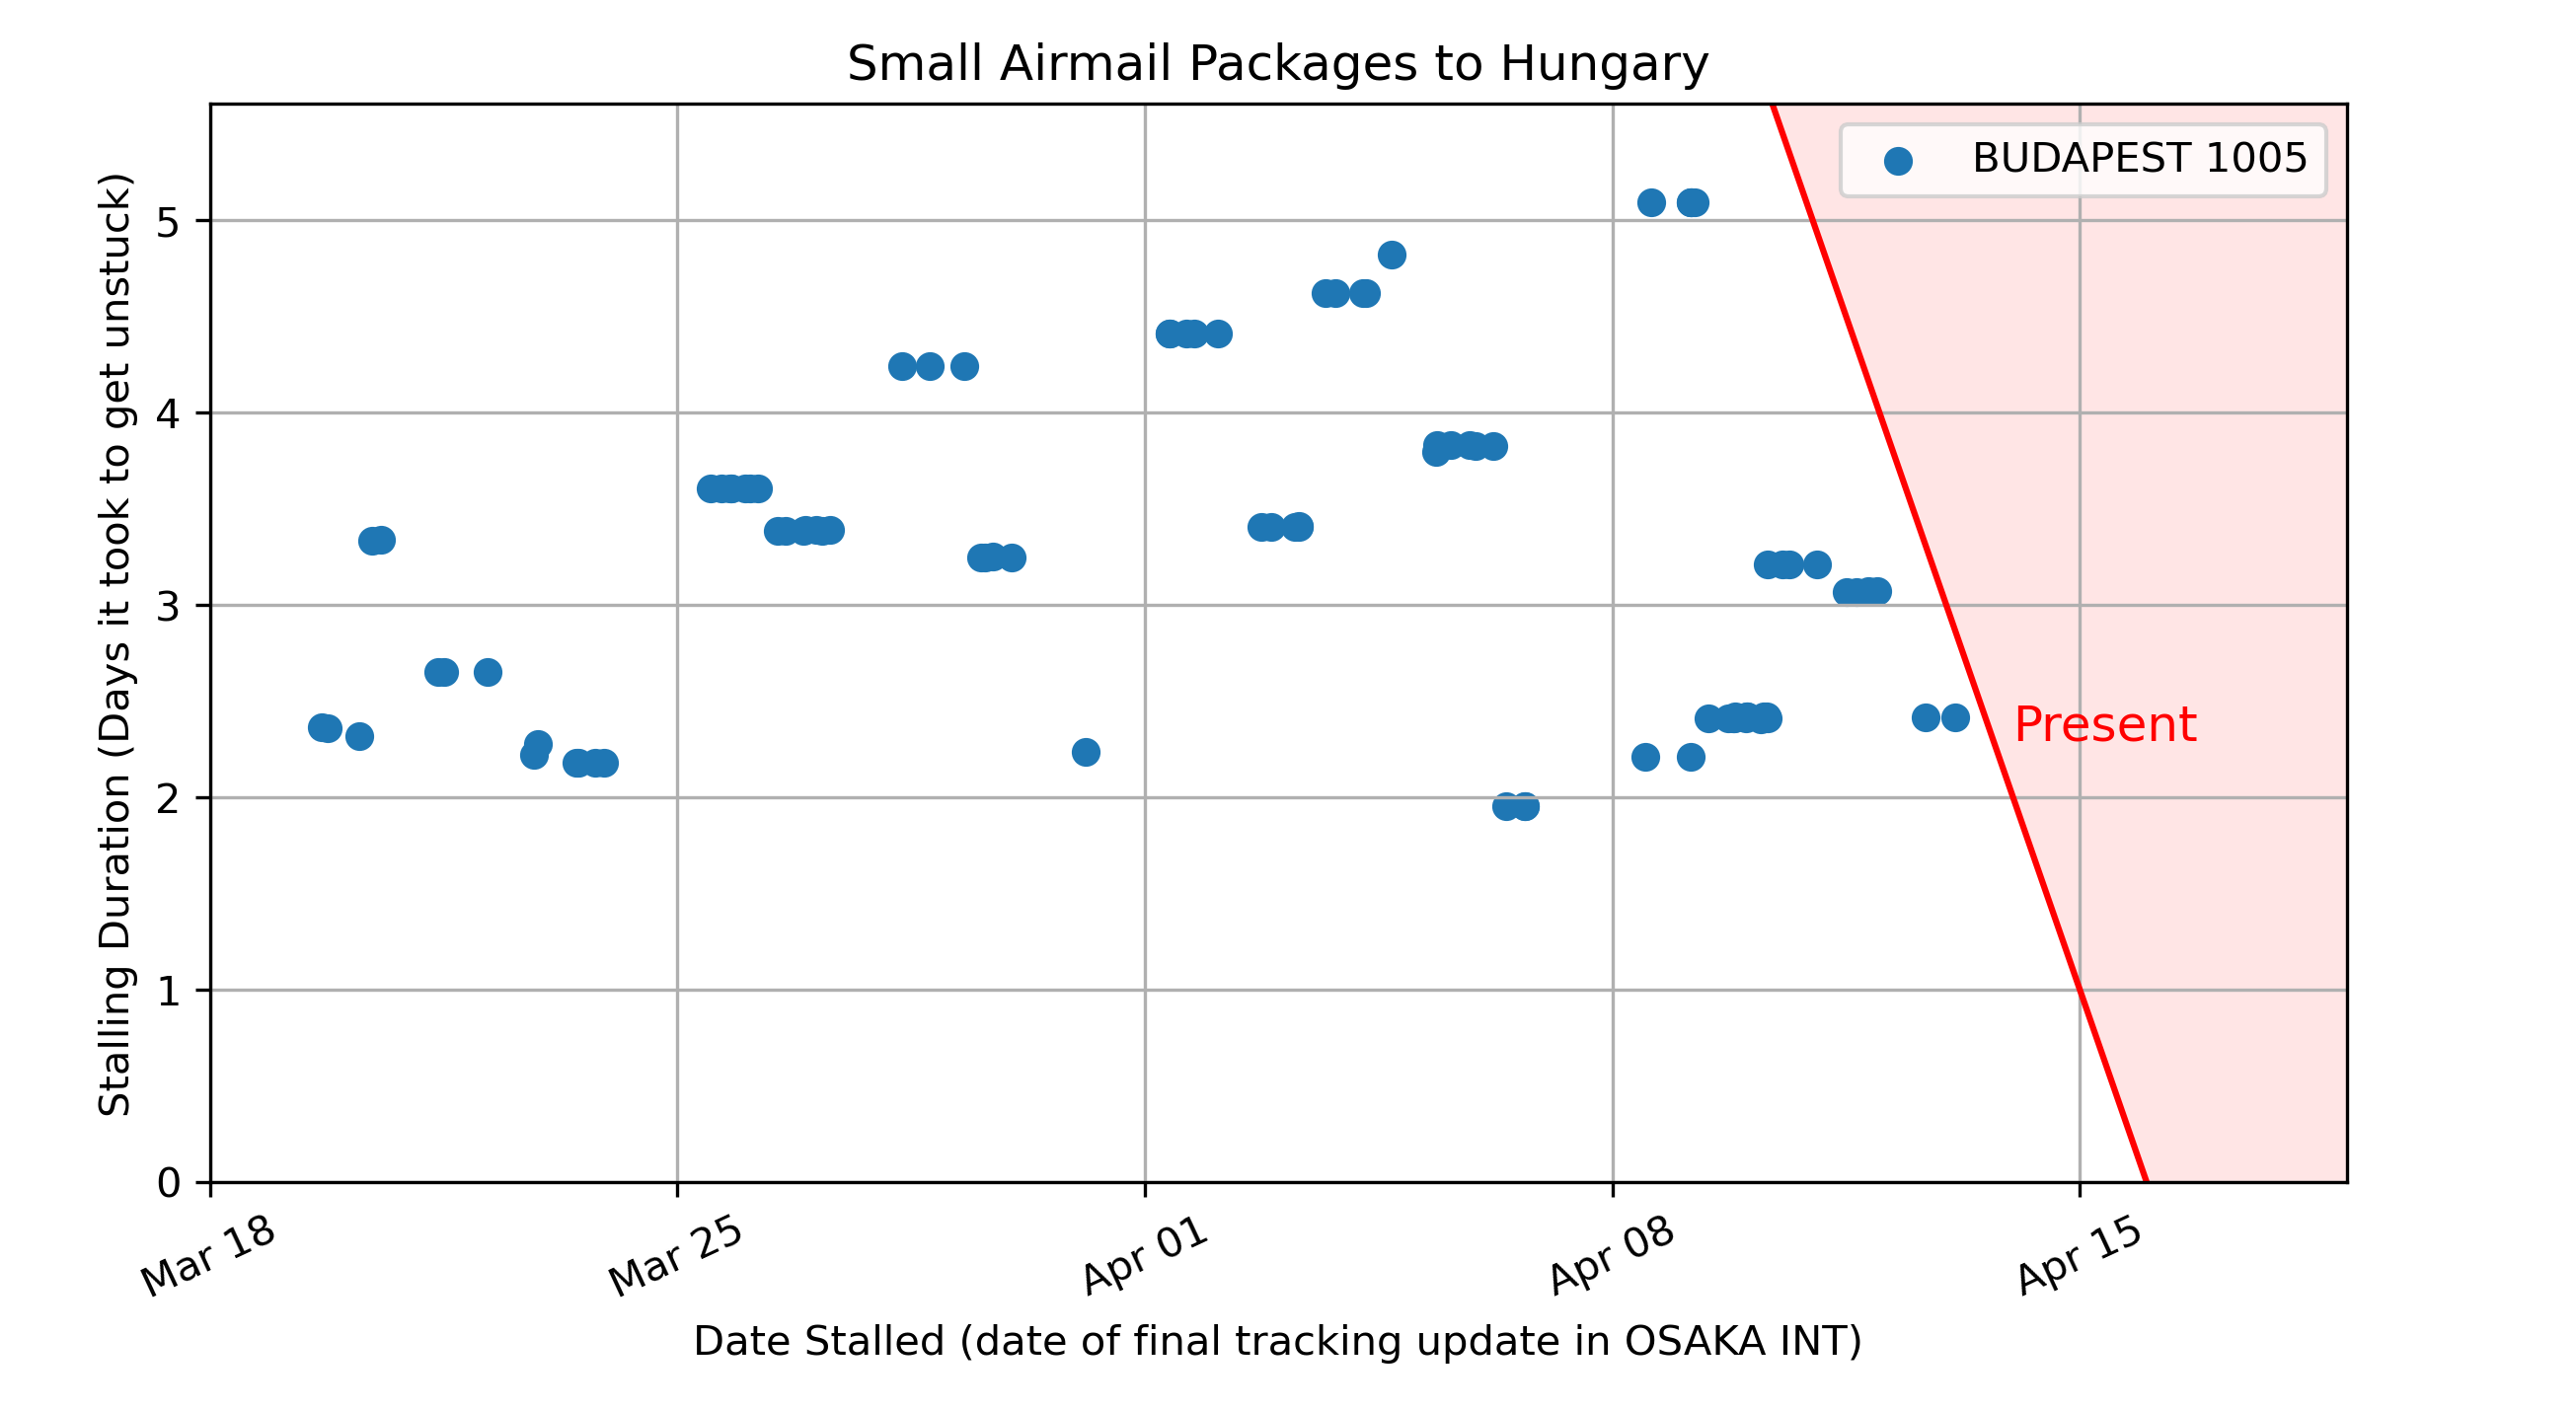 Small Airmail Packages to Hungary
BUDAPEST 1005
Stalling Duration (Days it took to get unstuck)
5
4
3
2
1
0
Present
Mar 18
Mar 25
Apr 01
Apr 08
Apr 15
Date Stalled (date of final tracking update in OSAKA INT)